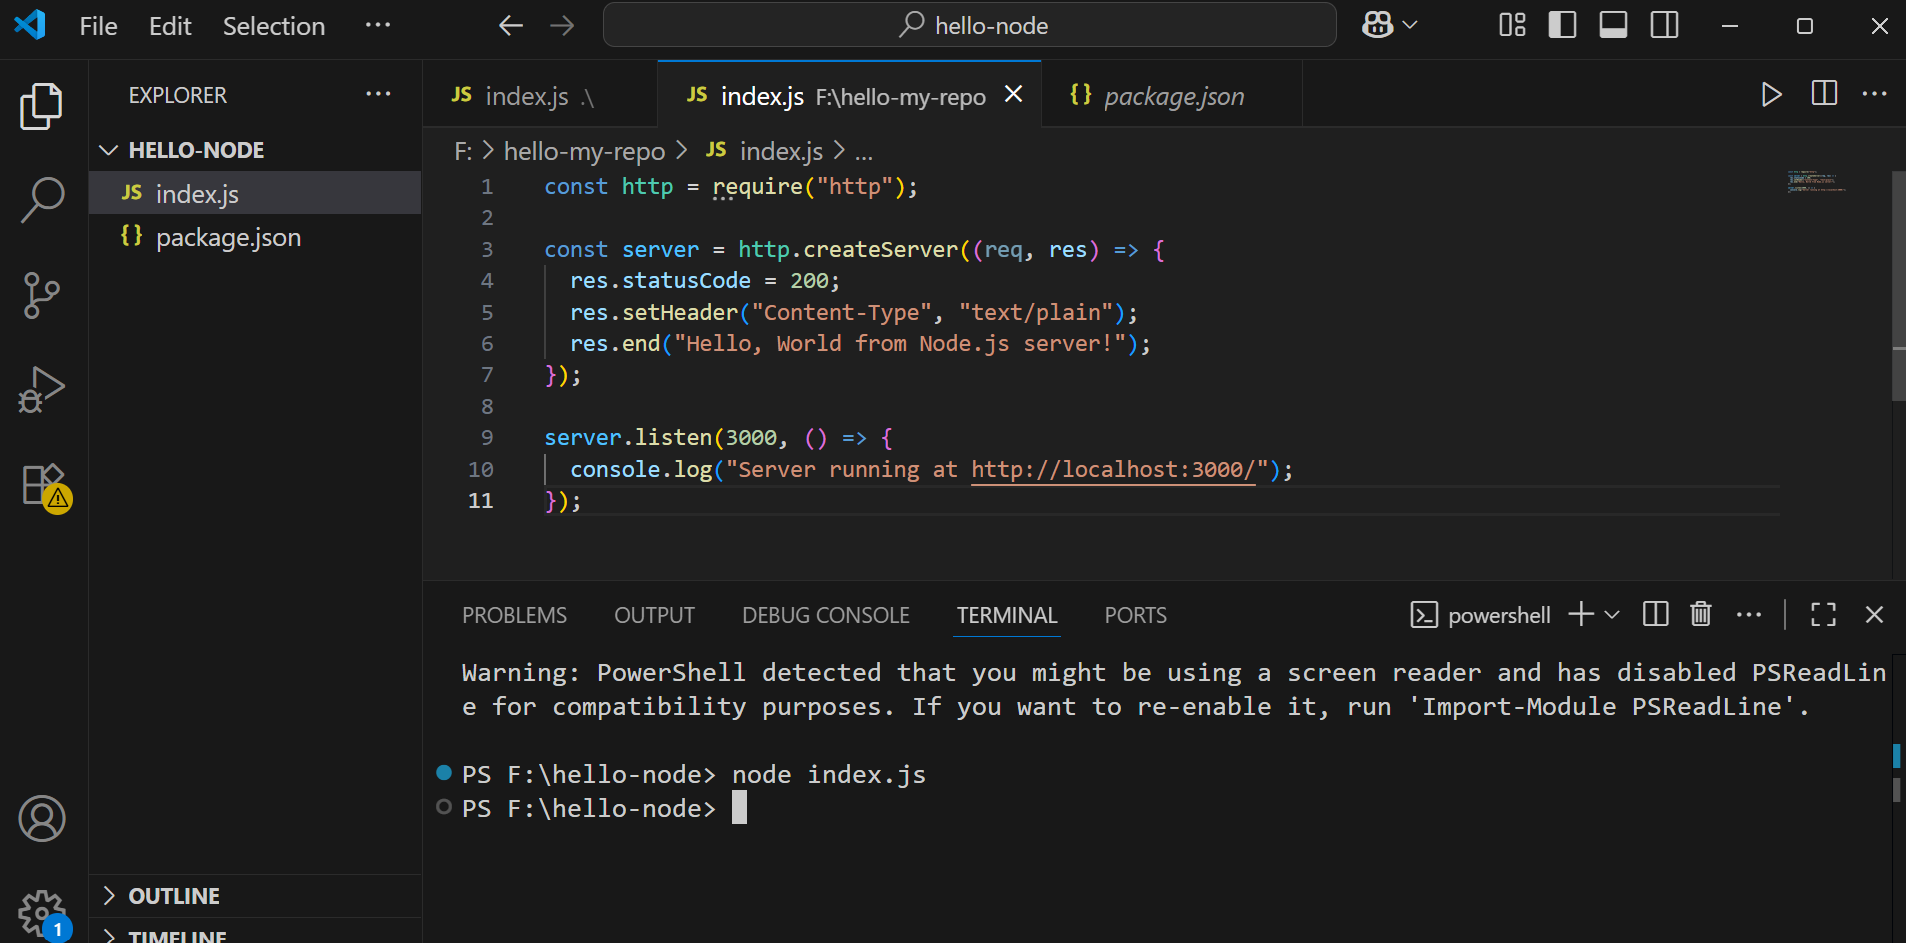 File Edit Selection ··· hello-node
EXPLORER ···
HELLO-NODE
JS index.js
{} package.json
OUTLINE
TIMELINE
1
JS index.js .\
JS index.js F:\hello-my-repo
{} package.json
F: > hello-my-repo > JS index.js > ...
1 const http = require("http");
2
3 const server = http.createServer((req, res) => {
4 res.statusCode = 200;
5 res.setHeader("Content-Type", "text/plain");
6 res.end("Hello, World from Node.js server!");
7 });
8
9 server.listen(3000, () => {
10 console.log("Server running at http://localhost:3000/");
11 });
PROBLEMS OUTPUT DEBUG CONSOLE TERMINAL PORTS powershell
Warning: PowerShell detected that you might be using a screen reader and has disabled PSReadLin
e for compatibility purposes. If you want to re-enable it, run 'Import-Module PSReadLine'.
PS F:\hello-node> node index.js
PS F:\hello-node>